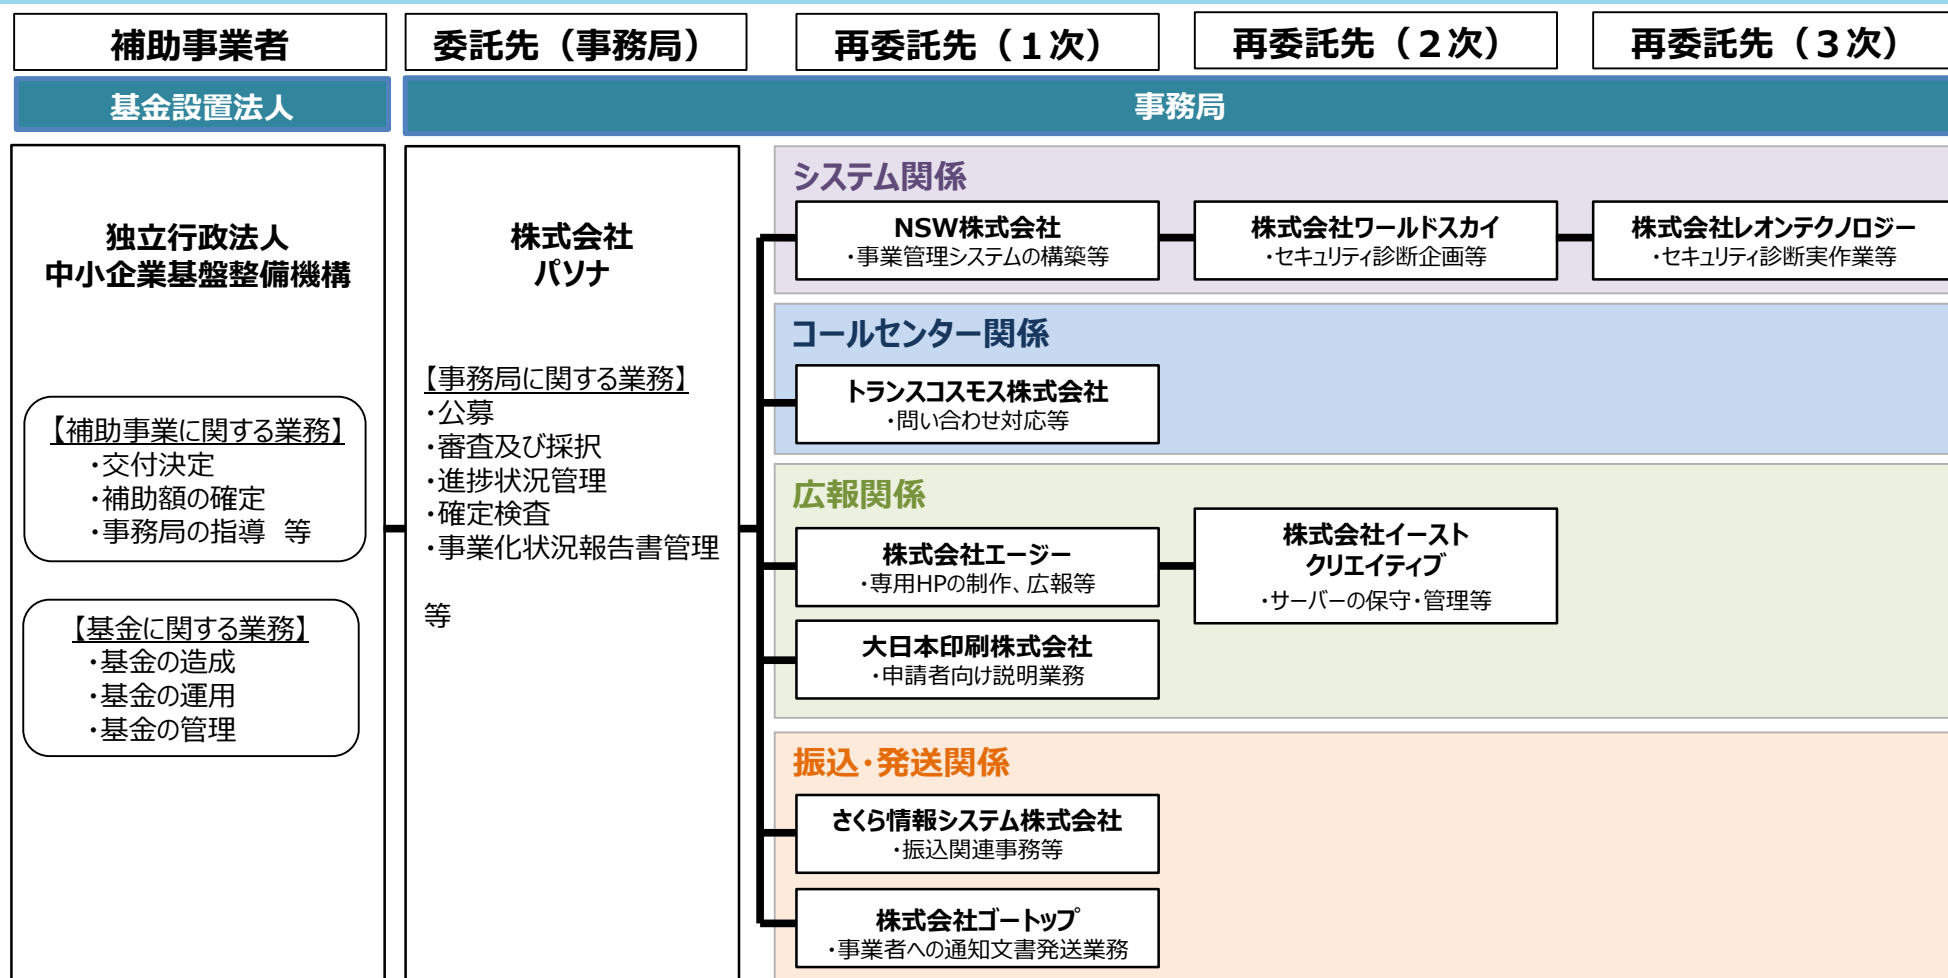 補助事業者
委託先（事務局）
再委託先（１次）
再委託先（２次）
再委託先（３次）
基金設置法人
事務局
独立行政法人
中小企業基盤整備機構
【補助事業に関する業務】
・交付決定
・補助額の確定
・事務局の指導　等
【基金に関する業務】
・基金の造成
・基金の運用
・基金の管理
株式会社
パソナ
【事務局に関する業務】
・公募
・審査及び採択
・進捗状況管理
・確定検査
・事業化状況報告書管理
等
システム関係
NSW株式会社
・事業管理システムの構築等
株式会社ワールドスカイ
・セキュリティ診断企画等
株式会社レオンテクノロジー
・セキュリティ診断実作業等
コールセンター関係
トランスコスモス株式会社
・問い合わせ対応等
広報関係
株式会社エージー
・専用HPの制作、広報等
株式会社イースト
クリエイティブ
・サーバーの保守・管理等
大日本印刷株式会社
・申請者向け説明業務
振込・発送関係
さくら情報システム株式会社
・振込関連事務等
株式会社ゴートップ
・事業者への通知文書発送業務